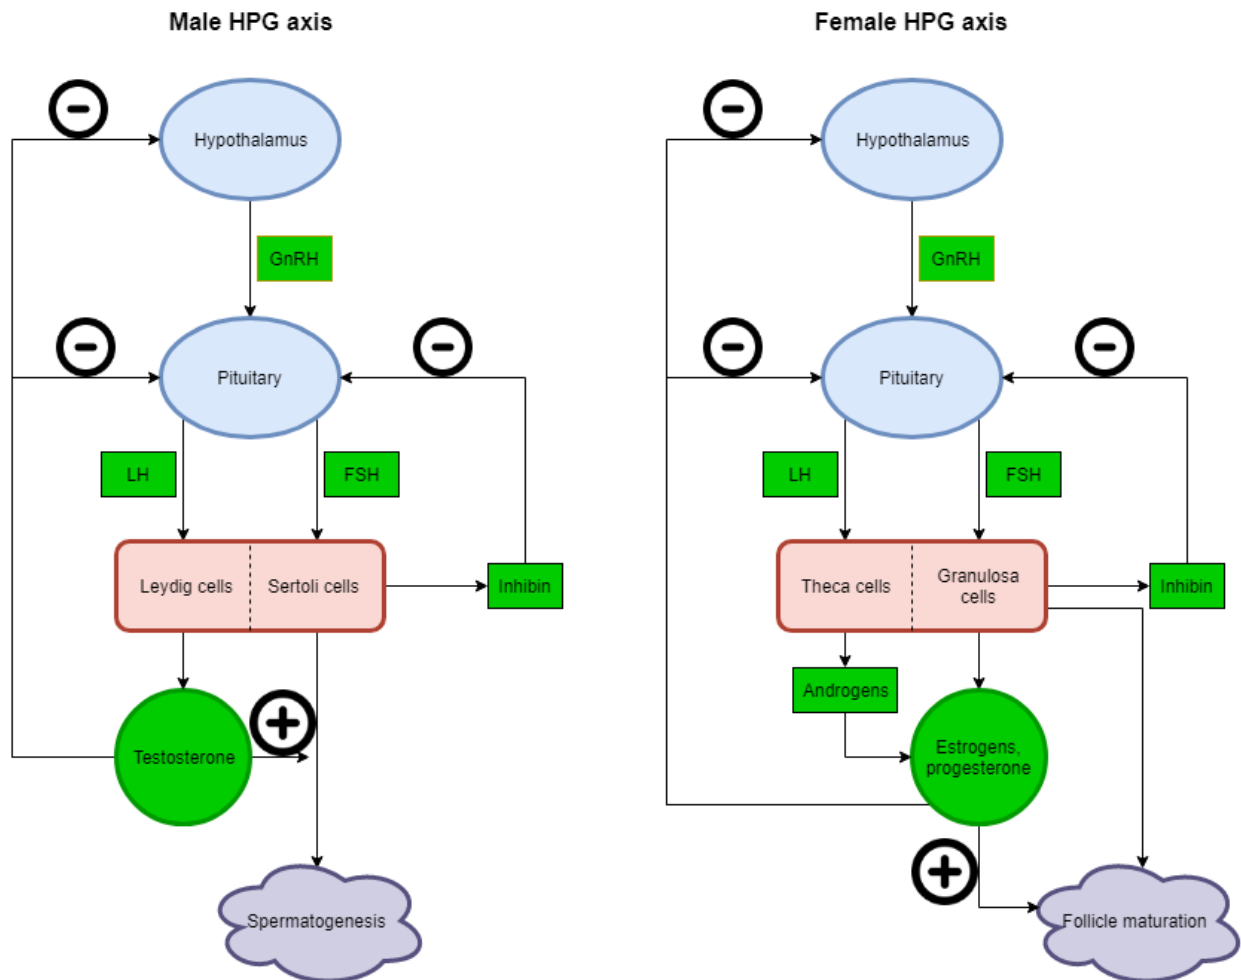 Male HPG axis
Hypothalamus
GnRH
Pituitary
LH
FSH
Leydig cells
Sertoli cells
Inhibin
Testosterone
Spermatogenesis
Female HPG axis
Hypothalamus
GnRH
Pituitary
LH
FSH
Theca cells
Granulosa
cells
Inhibin
Androgens
Estrogens,
progesterone
Follicle maturation